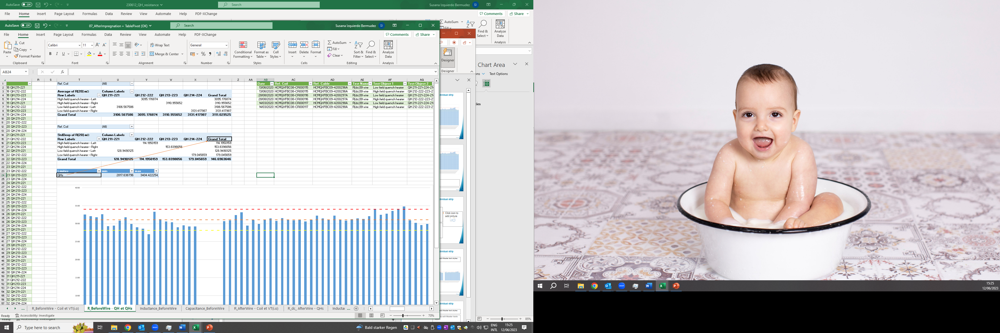 AutoSave Off 230612_QH_resistance Search Susana Izquierdo Bermudez SI
File Home Insert Page Layout Formulas Data Review View Automate Help PDF-XChange Comments Share
AutoSave Off 07_AfterImpregnation + TablePivot (OK) Search Susana Izquierdo Bermudez SI
File Home Insert Page Layout Formulas Data Review View Automate Help PDF-XChange Comments Share
Paste Cut Copy Format Painter Calibri 11 Wrap Text Merge & Center General
Conditional Formatting Format as Table Cell Styles Insert Delete Format AutoSum Fill Clear Sort & Filter Find & Select Analyze Data
Clipboard Font Alignment Number Styles Cells Editing Analysis
AutoSum Find & Select Analyze Data Analysis
Designer Designer
Chart Area
Text Options
AB24
R S T U V W X Y Z AA AB AC AD AE AF AG
1 Ref. Coil (All) Date Ref. Coil Ref. Cable Test Name Test Object 1 Test Object 2
2 18 QH 211-221 13/06/2020 HCMQXFBC08-CR000115 HCMQXFBC09-4200296A R[dc] Bf wire Low field quench heater QH 211-221-224-21
3 18 QH 212-222 Average of R[20] mΩ Column Labels 13/06/2020 HCMQXFBC08-CR000115 HCMQXFBC09-4200296A R[dc] Bf wire High field quench heater QH 212-222-223-2
4 18 QH 213-223 Row Labels QH 211-221 QH 212-222 QH 213-223 QH 214-224 Grand Total 28/08/2020 HCMQXFBC08-CR000116 HCMQXFBC09-4200297A R[dc] Bf wire Low field quench heater QH 211-221-224-21
5 18 QH 214-224 High field quench heater - Left 3095.176874 3095.176874 28/08/2020 HCMQXFBC08-CR000116 HCMQXFBC09-4200297A R[dc] Bf wire High field quench heater QH 212-222-223-2
6 19 QH 211-221 High field quench heater - Right 3110.955652 3110.955652 14/03/2020 HCMQXFBC08-CR000117 HCMQXFBC09-4200298A R[dc] Bf wire Low field quench heater QH 211-221-224-21
7 19 QH 212-222 Low field quench heater - Left 3106.567586 3106.567586 14/03/2020 HCMQXFBC08-CR000117 HCMQXFBC09-4200298A R[dc] Bf wire High field quench heater QH 212-222-223-2
8 19 QH 213-223 Low field quench heater - Right 3131.417987 3131.417987
9 19 QH 214-224 Grand Total 3106.567586 3095.176874 3110.955652 3131.417987 3111.029525
10 20 QH 211-221
11 20 QH 212-222
12 20 QH 213-223 Ref. Coil (All)
13 20 QH 214-224
14 21 QH 211-221 StdDevp of R[20] mΩ Column Labels
15 21 QH 212-222 Row Labels QH 211-221 QH 212-222 QH 213-223 QH 214-224 Grand Total
16 21 QH 213-223 High field quench heater - Left 114.1950159 114.1950159
17 21 QH 214-224 High field quench heater - Right 153.8398056 153.8398056
18 22 QH 211-221 Low field quench heater - Left 128.9490125 128.9490125
19 22 QH 212-222 Low field quench heater - Right 179.045659 179.045659
20 22 QH 213-223 Grand Total 128.9490125 114.1950159 153.8398056 179.045659 146.6963646
21 22 QH 214-224
22 23 QH 211-221
23 23 QH 212-222 Limites min max
24 23 QH 213-223 QHs 2817.636796 3404.422254
25 23 QH 214-224
26 24 QH 211-221
27 24 QH 212-222
28 24 QH 213-223
29 24 QH 214-224
30 25 QH 211-221
31 25 QH 212-222
32 25 QH 213-223
33 25 QH 214-224
34 26 QH 211-221
35 26 QH 212-222
36 26 QH 213-223
37 26 QH 214-224
38 27 QH 211-221
39 27 QH 212-222
40 27 QH 213-223
41 27 QH 214-224
42 29 QH 211-221
43 29 QH 212-222
44 29 QH 213-223
45 29 QH 214-224
46 30 QH 211-221
47 30 QH 212-222
48 30 QH 213-223
49 30 QH 214-224
50 31 QH 211-221
51 31 QH 212-222
52 31 QH 213-223
53 31 QH 214-224
54 32 QH 211-221
55 32 QH 212-222
56 32 QH 213-223
57 32 QH 214-224
4000
3500
3000
2500
2000
1500
1000
dividual strip
dividual strip
Click icon to
add picture
dividual strip
dividual strip
R_BeforeWire - Coil et VT(i.o) R_BeforeWire - QH et QHs Inductance_BeforeWire Capacitance_BeforeWire R_AfterWire - Coil et VT(i.o) R_dc_ AfterWire - QHs Inductai ...
Ready Accessibility: Investigate 70%
Ready Accessibility: Investigate 85%
Type here to search Bald starker Regen ENG INTL 15:25 12/06/2023
15:25
12/06/2023